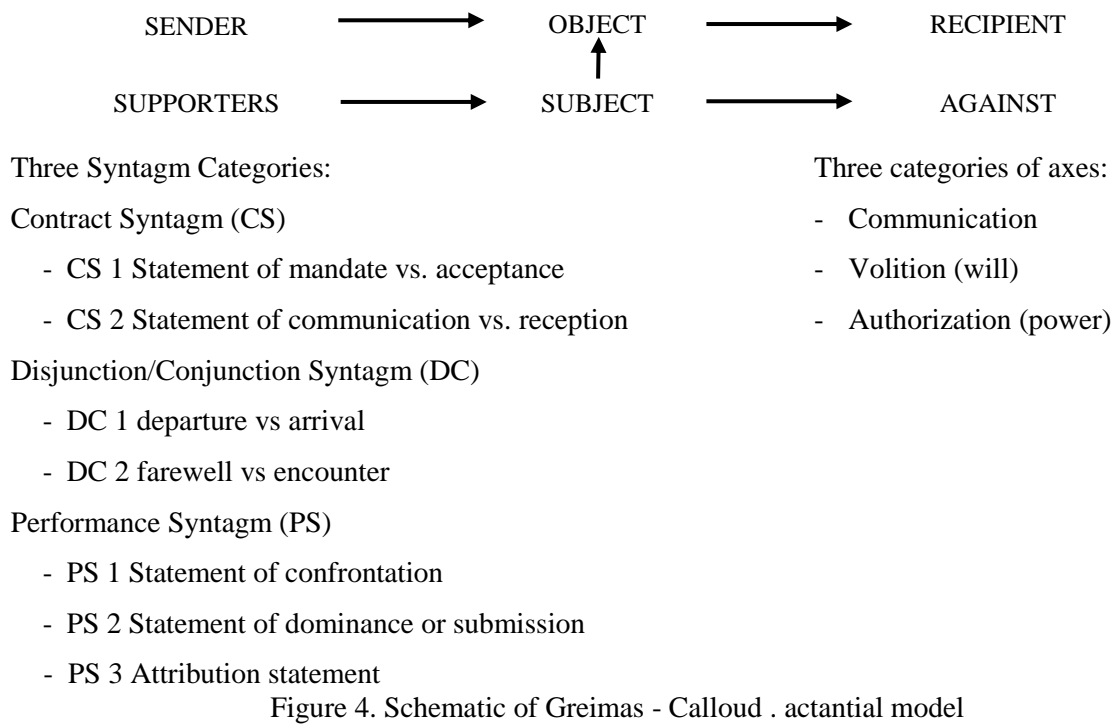 SENDER OBJECT RECIPIENT
SUPPORTERS SUBJECT AGAINST
Three Syntagm Categories: Three categories of axes:
Contract Syntagm (CS) - Communication
- CS 1 Statement of mandate vs. acceptance - Volition (will)
- CS 2 Statement of communication vs. reception - Authorization (power)
Disjunction/Conjunction Syntagm (DC)
- DC 1 departure vs arrival
- DC 2 farewell vs encounter
Performance Syntagm (PS)
- PS 1 Statement of confrontation
- PS 2 Statement of dominance or submission
- PS 3 Attribution statement
Figure 4. Schematic of Greimas - Calloud . actantial model